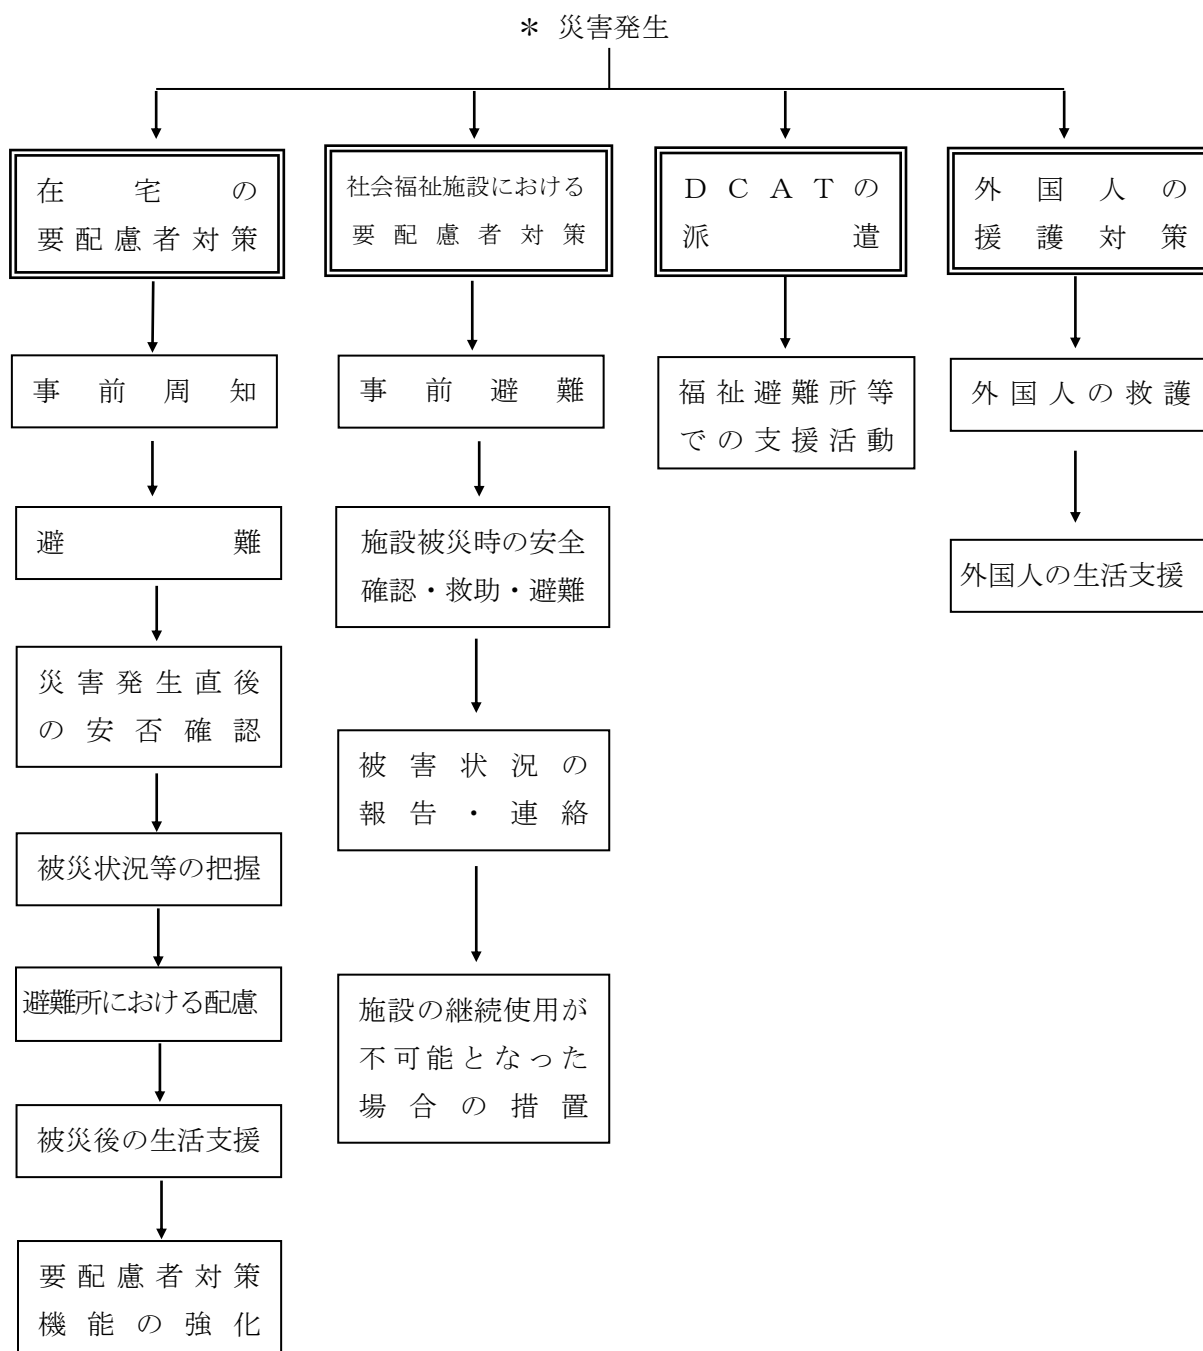 ＊ 災害発生
在宅の
要配慮者対策
事前周知
避難
災害発生直後
の安否確認
被災状況等の把握
避難所における配慮
被災後の生活支援
要配慮者対策
機能の強化
社会福祉施設における
要配慮者対策
事前避難
施設被災時の安全
確認・救助・避難
被害状況の
報告・連絡
施設の継続使用が
不可能となった
場合の措置
ＤＣＡＴの
派遣
福祉避難所等
での支援活動
外国人の
援護対策
外国人の救護
外国人の生活支援